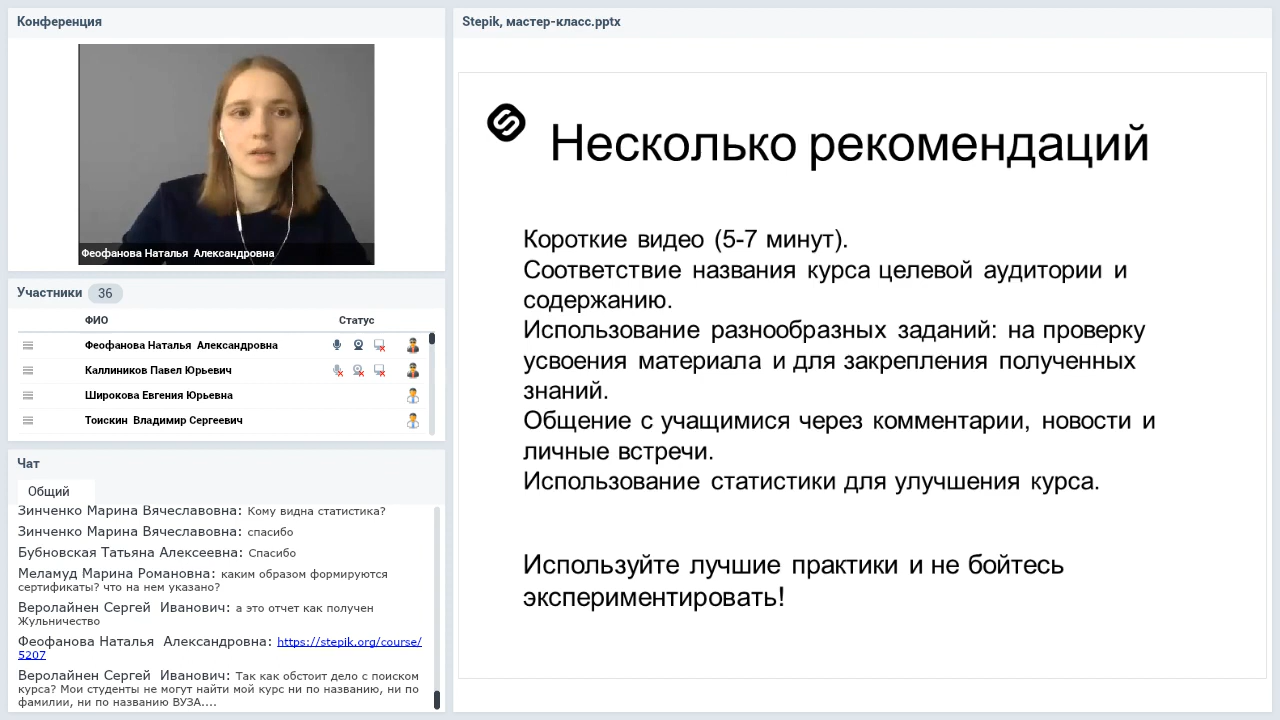 Конференция
Феофанова Наталья  Александровна
Участники 36
ФИО Статус
Феофанова Наталья  Александровна
Каллиников Павел Юрьевич
Широкова Евгения Юрьевна
Тоискин  Владимир Сергеевич
Чат
Общий
Зинченко Марина Вячеславовна: Кому видна статистика?
Зинченко Марина Вячеславовна: спасибо
Бубновская Татьяна Алексеевна: Спасибо
Меламуд Марина Романовна: каким образом формируются
сертификаты? что на нем указано?
Веролайнен Сергей  Иванович: а это отчет как получен
Жульничество
Феофанова Наталья  Александровна: https://stepik.org/course/
5207
Веролайнен Сергей  Иванович: Так как обстоит дело с поиском
курса? Мои студенты не могут найти мой курс ни по названию, ни по
фамилии, ни по названию ВУЗА....
Stepik, мастер-класс.pptx
Несколько рекомендаций
Короткие видео (5-7 минут).
Соответствие названия курса целевой аудитории и
содержанию.
Использование разнообразных заданий: на проверку
усвоения материала и для закрепления полученных
знаний.
Общение с учащимися через комментарии, новости и
личные встречи.
Использование статистики для улучшения курса.
Используйте лучшие практики и не бойтесь
экспериментировать!